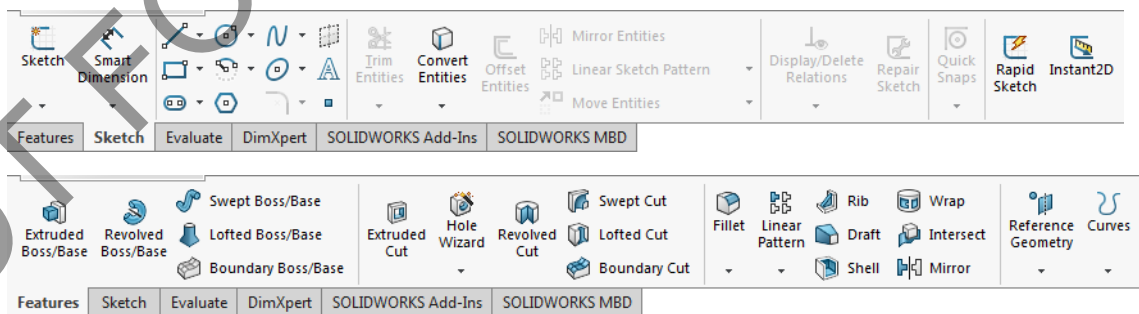 Sketch
Smart
Dimension
A
Trim
Entities
Convert
Entities
Offset
Entities
Mirror Entities
Linear Sketch Pattern
Move Entities
Display/Delete
Relations
Repair
Sketch
Quick
Snaps
Rapid
Sketch
Instant2D
Features Sketch Evaluate DimXpert SOLIDWORKS Add-Ins SOLIDWORKS MBD
Extruded
Boss/Base
Revolved
Boss/Base
Swept Boss/Base
Lofted Boss/Base
Boundary Boss/Base
Extruded
Cut
Hole
Wizard
Revolved
Cut
Swept Cut
Lofted Cut
Boundary Cut
Fillet
Linear
Pattern
Rib
Draft
Shell
Wrap
Intersect
Mirror
Reference
Geometry
Curves
Features Sketch Evaluate DimXpert SOLIDWORKS Add-Ins SOLIDWORKS MBD